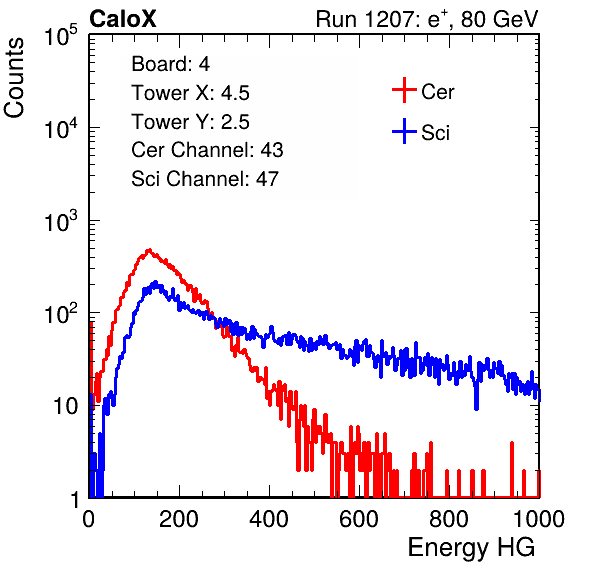 CaloX Run 1207: e⁺, 80 GeV
Counts
10⁵
10⁴
10³
10²
10
1
Board: 4
Tower X: 4.5
Tower Y: 2.5
Cer Channel: 43
Sci Channel: 47
Cer
Sci
0 200 400 600 800 1000
Energy HG